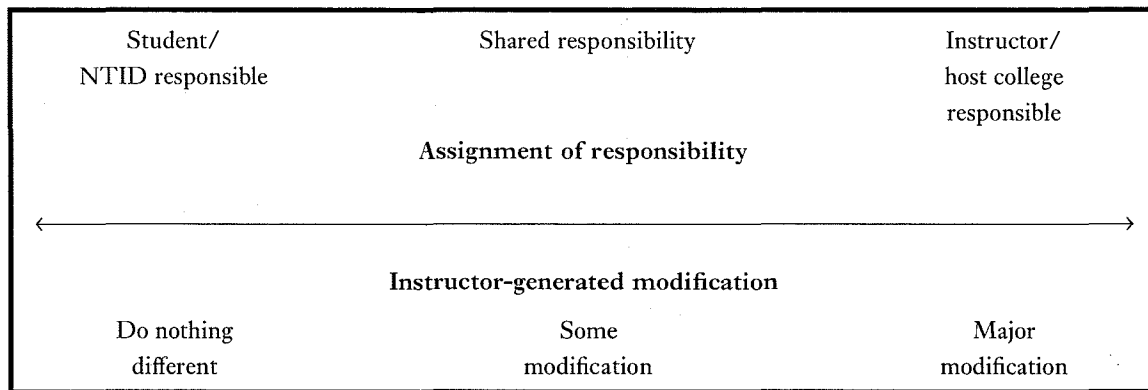 Student/ Shared responsibility Instructor/
NTID responsible host college
responsible
Assignment of responsibility
Instructor-generated modification
Do nothing Some Major
different modification modification